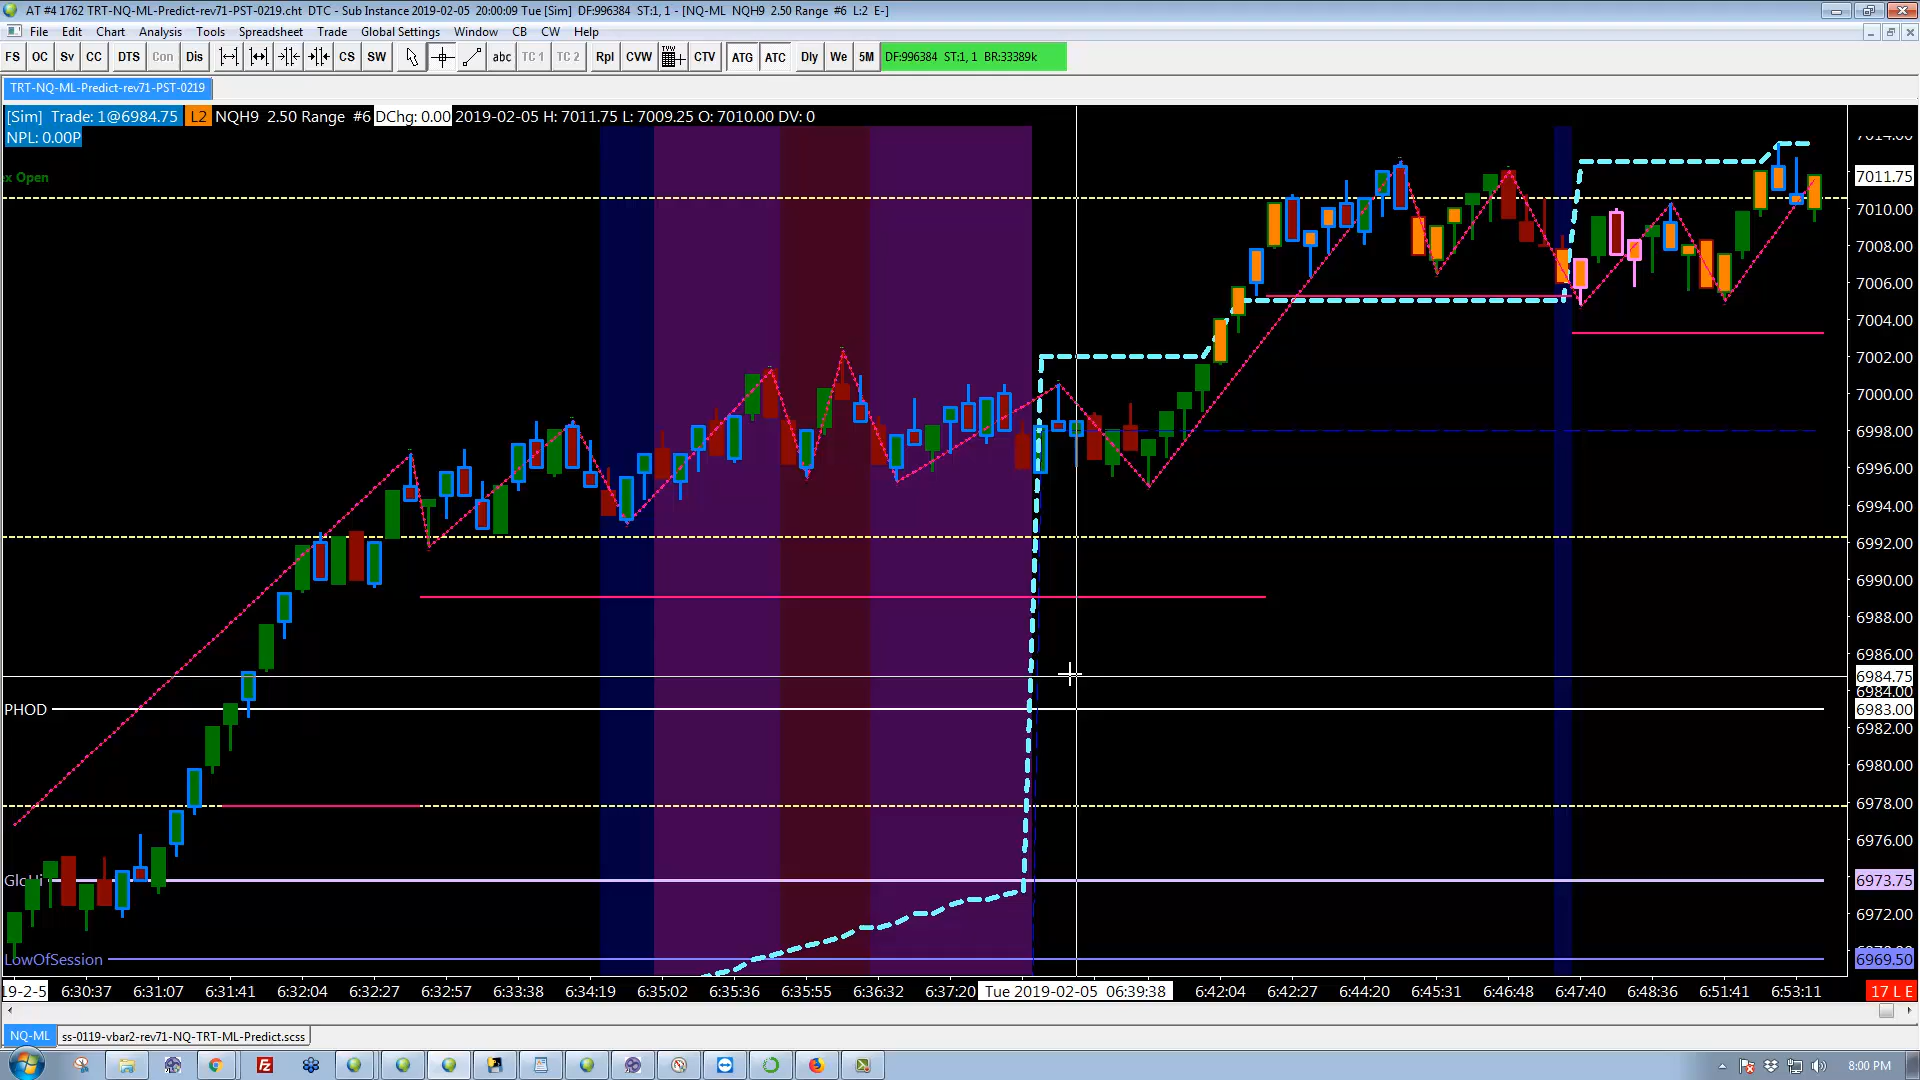 AT #4 1762 TRT-NQ-ML-Predict-rev71-PST-0219.cht  DTC - Sub Instance 2019-02-05  20:00:09 Tue [Sim]  DF:996384  ST:1, 1 - [NQ-ML  NQH9  2.50 Range  #6  L:2  E-]
File Edit Chart Analysis Tools Spreadsheet Trade Global Settings Window CB CW Help
FS OC Sv CC DTS Con Dis CS SW abc TC 1 TC 2 Rpl CVW CTV ATG ATC Dly We 5M DF:996384  ST:1, 1  BR:33389k
TRT-NQ-ML-Predict-rev71-PST-0219
[Sim]  Trade: 1@6984.75 L2 NQH9  2.50 Range  #6 DChg: 0.00 2019-02-05 H: 7011.75 L: 7009.25 O: 7010.00 DV: 0
NPL: 0.00P
7014.00
ex Open
7011.75
7010.00
7008.00
7006.00
7004.00
7002.00
7000.00
6998.00
6996.00
6994.00
6992.00
6990.00
6988.00
6986.00
6984.75
6984.00
PHOD
6983.00
6982.00
6980.00
6978.00
6976.00
GloHi
6973.75
6972.00
LowOfSession
6969.50
19-2-5 6:30:37 6:31:07 6:31:41 6:32:04 6:32:27 6:32:57 6:33:38 6:34:19 6:35:02 6:35:36 6:35:55 6:36:32 6:37:20 Tue 2019-02-05  06:39:38 6:42:04 6:42:27 6:44:20 6:45:31 6:46:48 6:47:40 6:48:36 6:51:41 6:53:11 17 L E
NQ-ML ss-0119-vbar2-rev71-NQ-TRT-ML-Predict.scss
8:00 PM